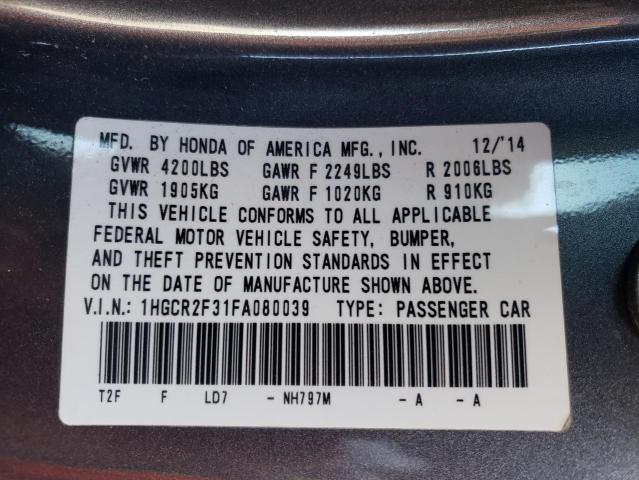 MFD. BY HONDA OF AMERICA MFG., INC. 12/'14
GVWR 4200LBS GAWR F 2249LBS R 2006LBS
GVWR 1905KG GAWR F 1020KG R 910KG
THIS VEHICLE CONFORMS TO ALL APPLICABLE
FEDERAL MOTOR VEHICLE SAFETY, BUMPER,
AND THEFT PREVENTION STANDARDS IN EFFECT
ON THE DATE OF MANUFACTURE SHOWN ABOVE.
V.I.N.: 1HGCR2F31FA080039 TYPE: PASSENGER CAR
T2F F LD7 - NH797M - A - A